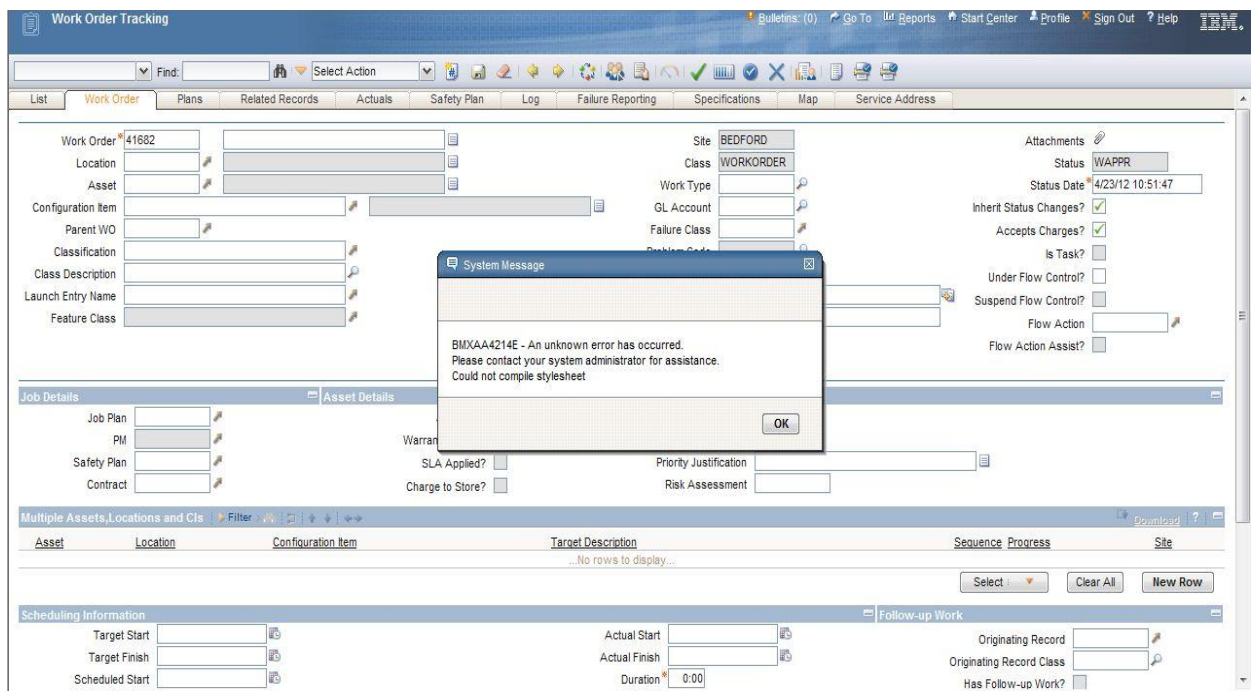 Work Order Tracking
Bulletins: (0) Go To Reports Start Center Profile Sign Out ? Help IBM.
Find: Select Action
List Work Order Plans Related Records Actuals Safety Plan Log Failure Reporting Specifications Map Service Address
Work Order 41682 Site BEDFORD Attachments
Location Class WORKORDER Status WAPPR
Asset Work Type Status Date 4/23/12 10:51:47
Configuration Item GL Account Inherit Status Changes?
Parent WO Failure Class Accepts Charges?
Classification Is Task?
System Message
Class Description Under Flow Control?
Launch Entry Name Suspend Flow Control?
Feature Class Flow Action
BMXAA4214E - An unknown error has occurred. Flow Action Assist?
Please contact your system administrator for assistance.
Could not compile stylesheet
Job Details Asset Details
Job Plan OK
PM
Safety Plan SLA Applied? Priority Justification
Contract Charge to Store? Risk Assessment
Multiple Assets,Locations and CIs Filter Download ?
Asset Location Configuration Item Target Description Sequence Progress Site
...No rows to display...
Select Clear All New Row
Scheduling Information Follow-up Work
Target Start Actual Start Originating Record
Target Finish Actual Finish Originating Record Class
Scheduled Start Duration 0:00 Has Follow-up Work?